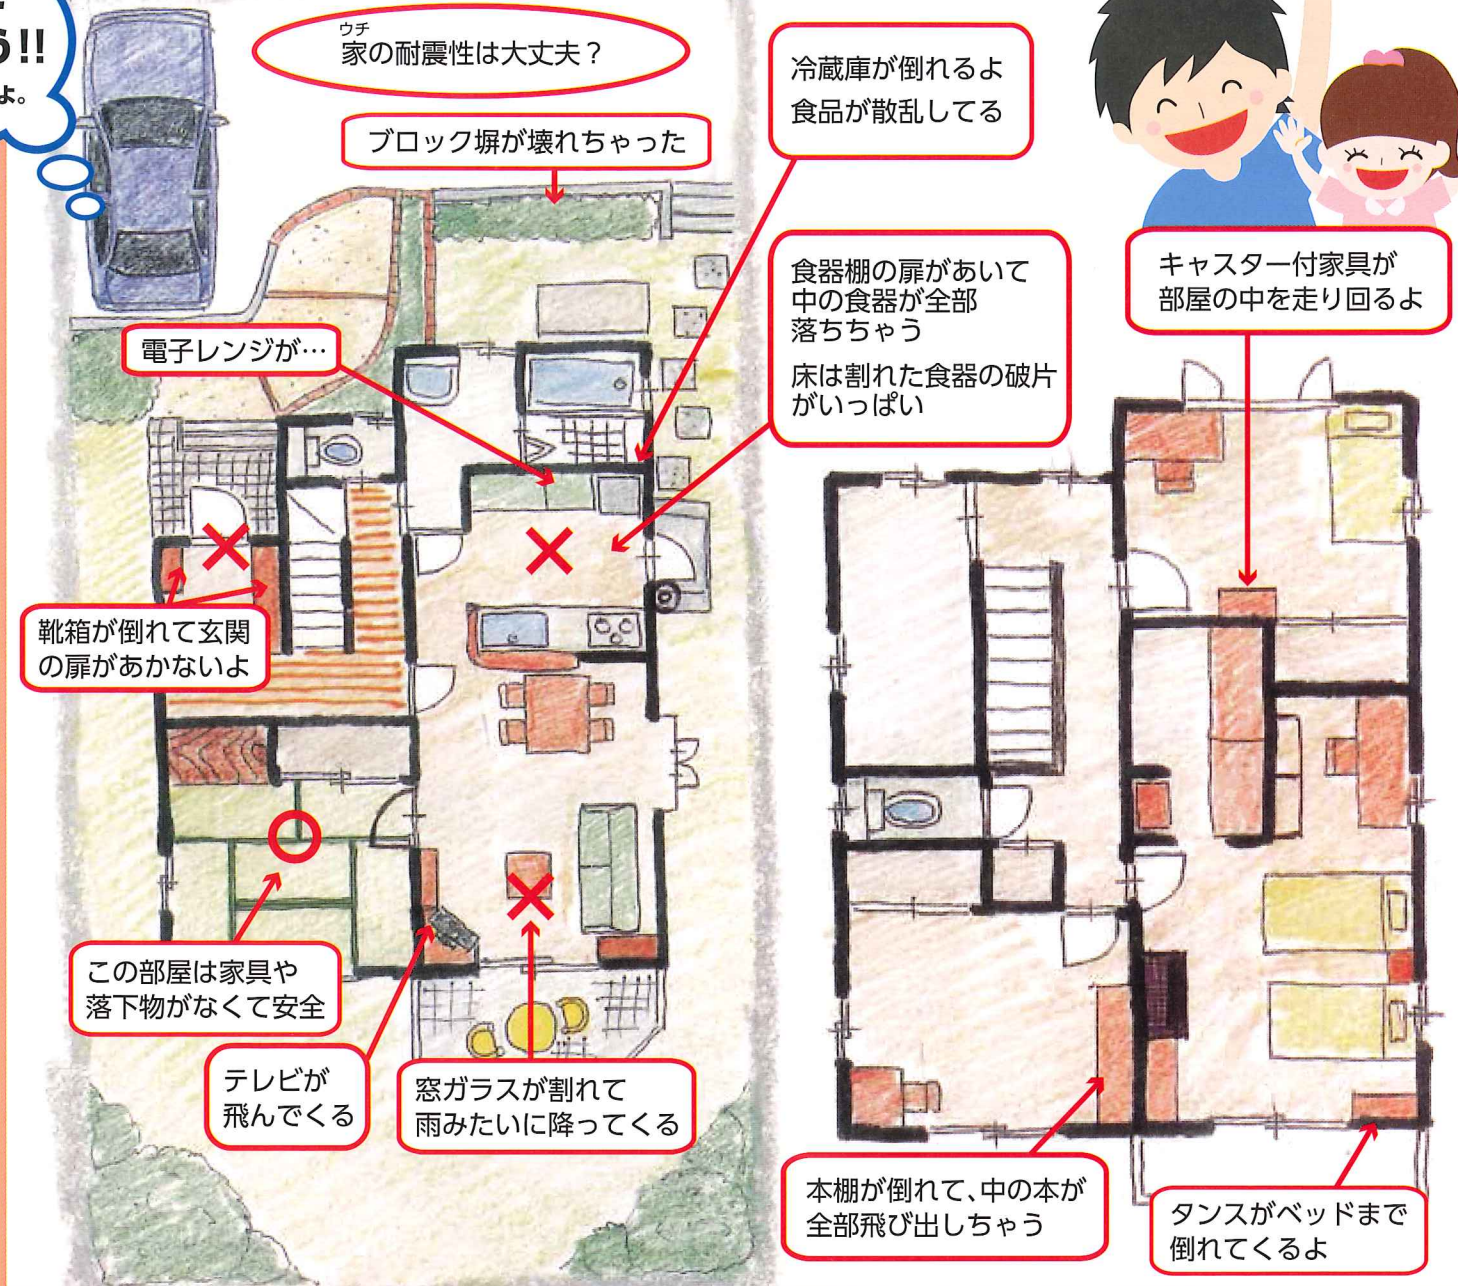 う!!
よ。
ウチ
家の耐震性は大丈夫？
ブロック塀が壊れちゃった
冷蔵庫が倒れるよ
食品が散乱してる
食器棚の扉があいて
中の食器が全部
落ちちゃう
床は割れた食器の破片
がいっぱい
キャスター付家具が
部屋の中を走り回るよ
電子レンジが…
靴箱が倒れて玄関
の扉があかないよ
この部屋は家具や
落下物がなくて安全
テレビが
飛んでくる
窓ガラスが割れて
雨みたいに降ってくる
本棚が倒れて、中の本が
全部飛び出しちゃう
タンスがベッドまで
倒れてくるよ